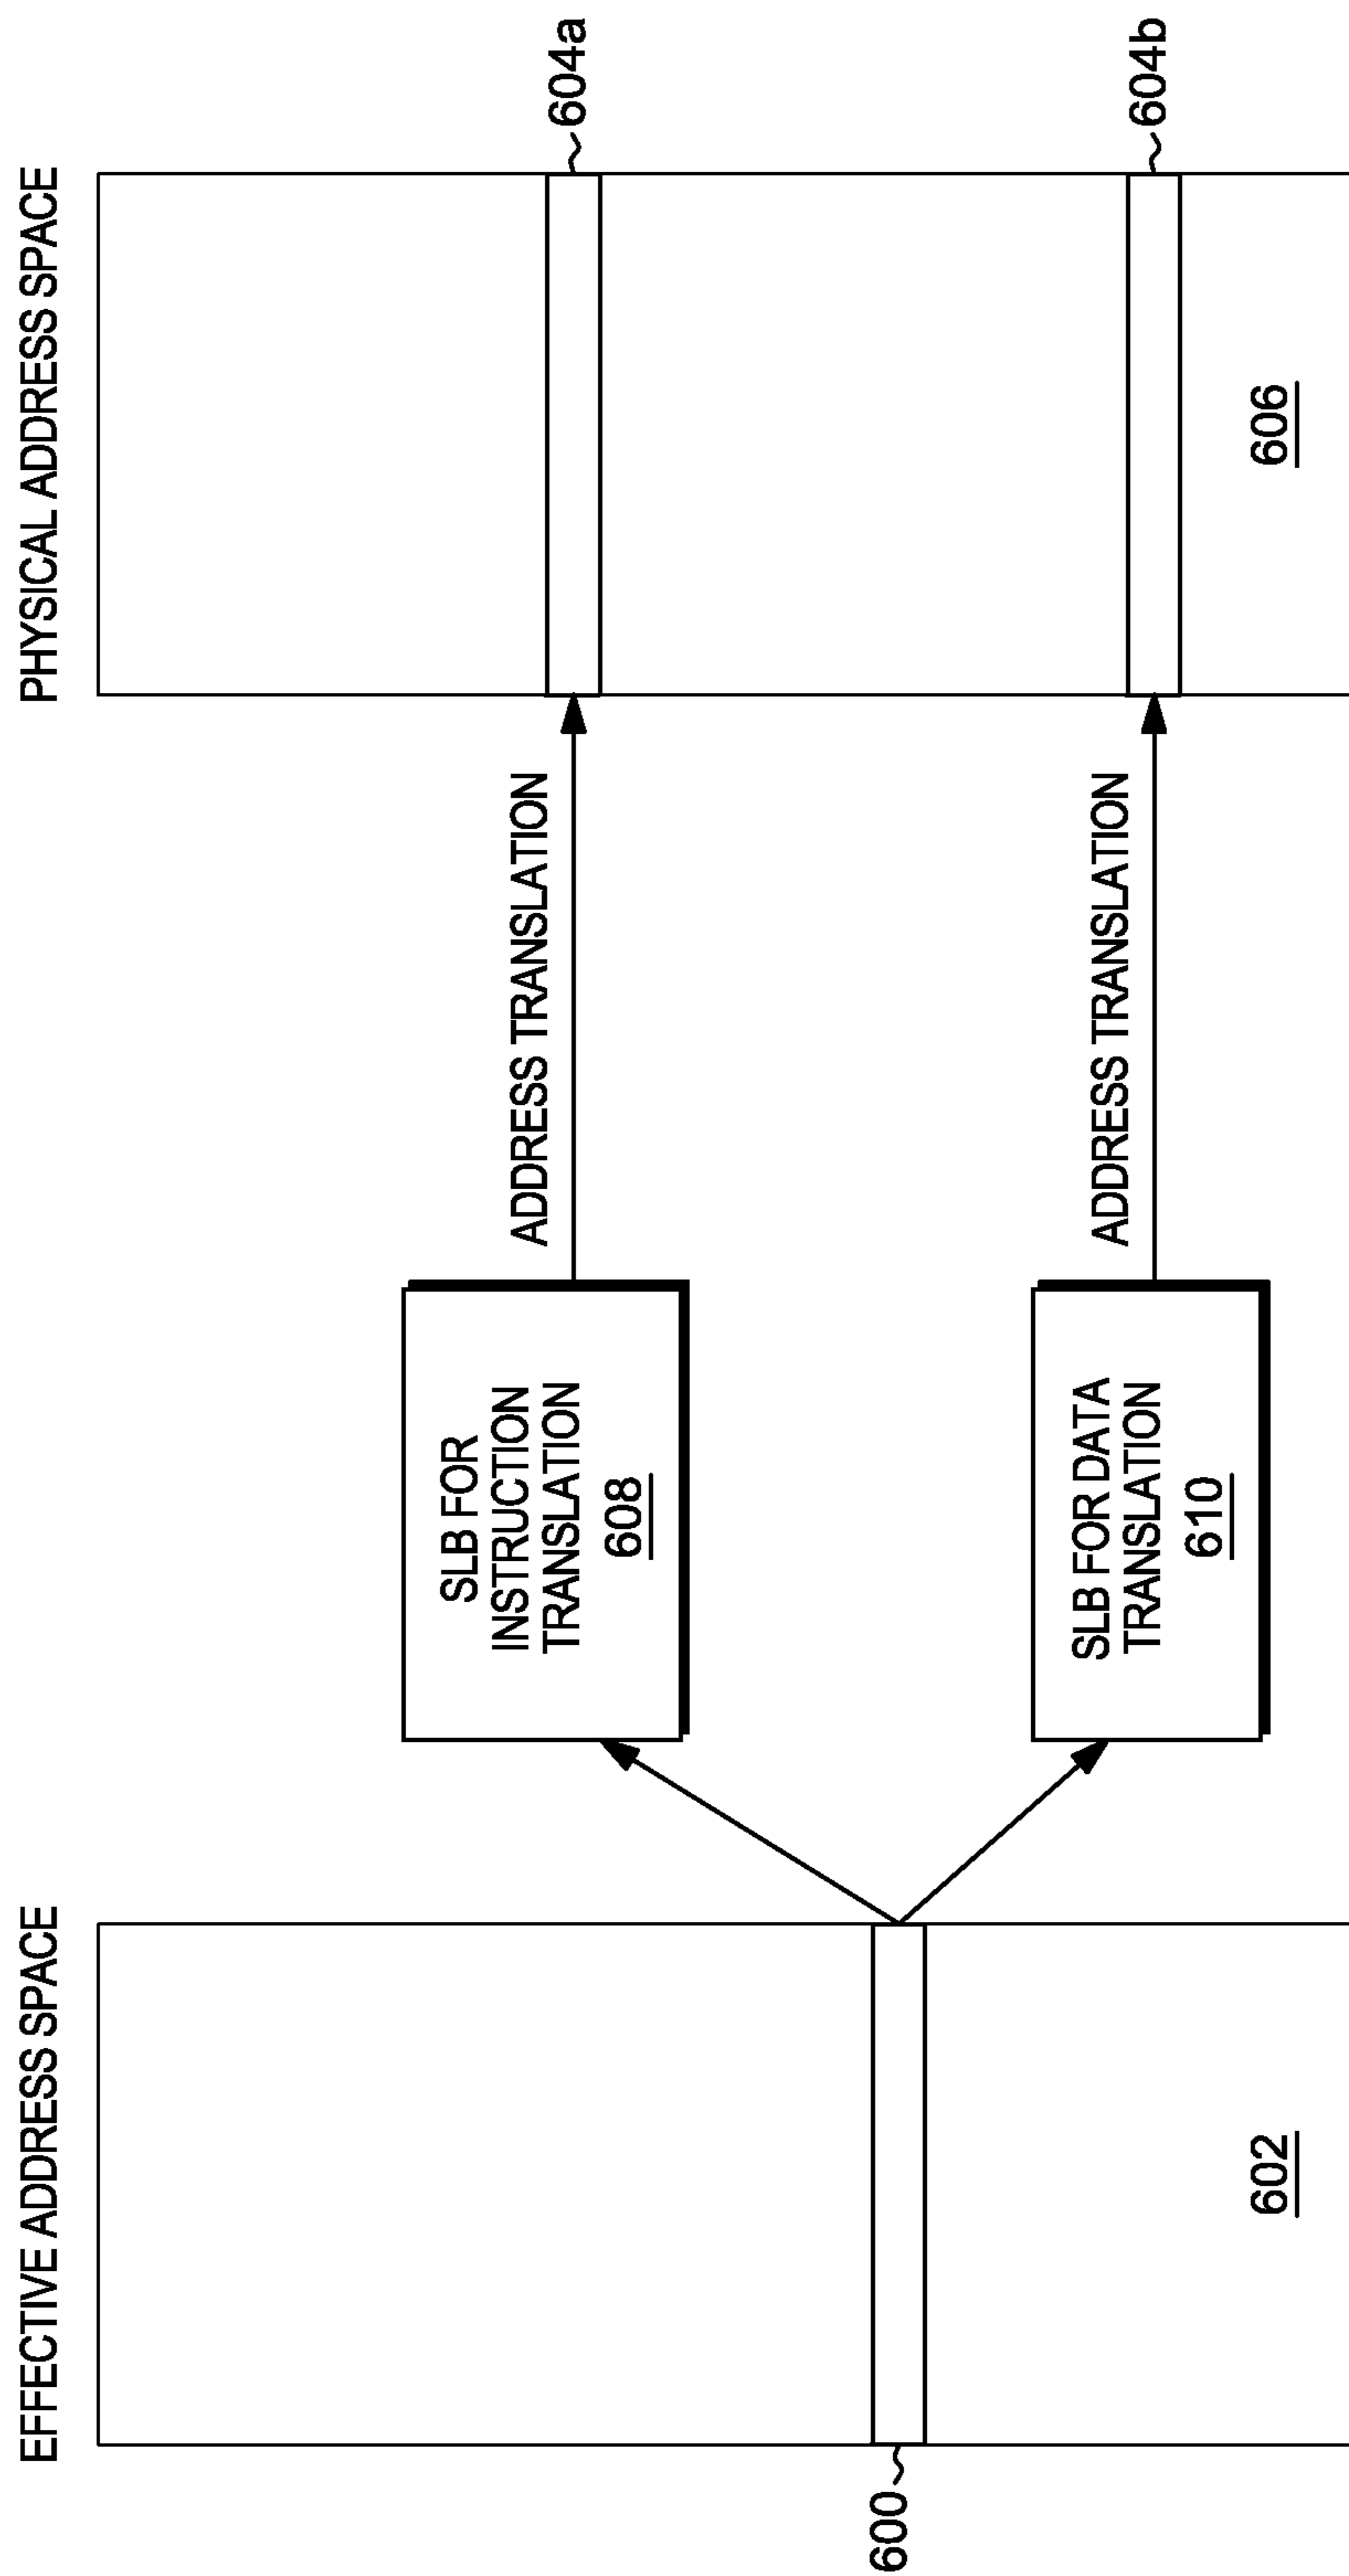 EFFECTIVE ADDRESS SPACE
PHYSICAL ADDRESS SPACE
SLB FOR
INSTRUCTION
TRANSLATION
608
ADDRESS TRANSLATION
604a
600
SLB FOR DATA
TRANSLATION
610
ADDRESS TRANSLATION
604b
602
606